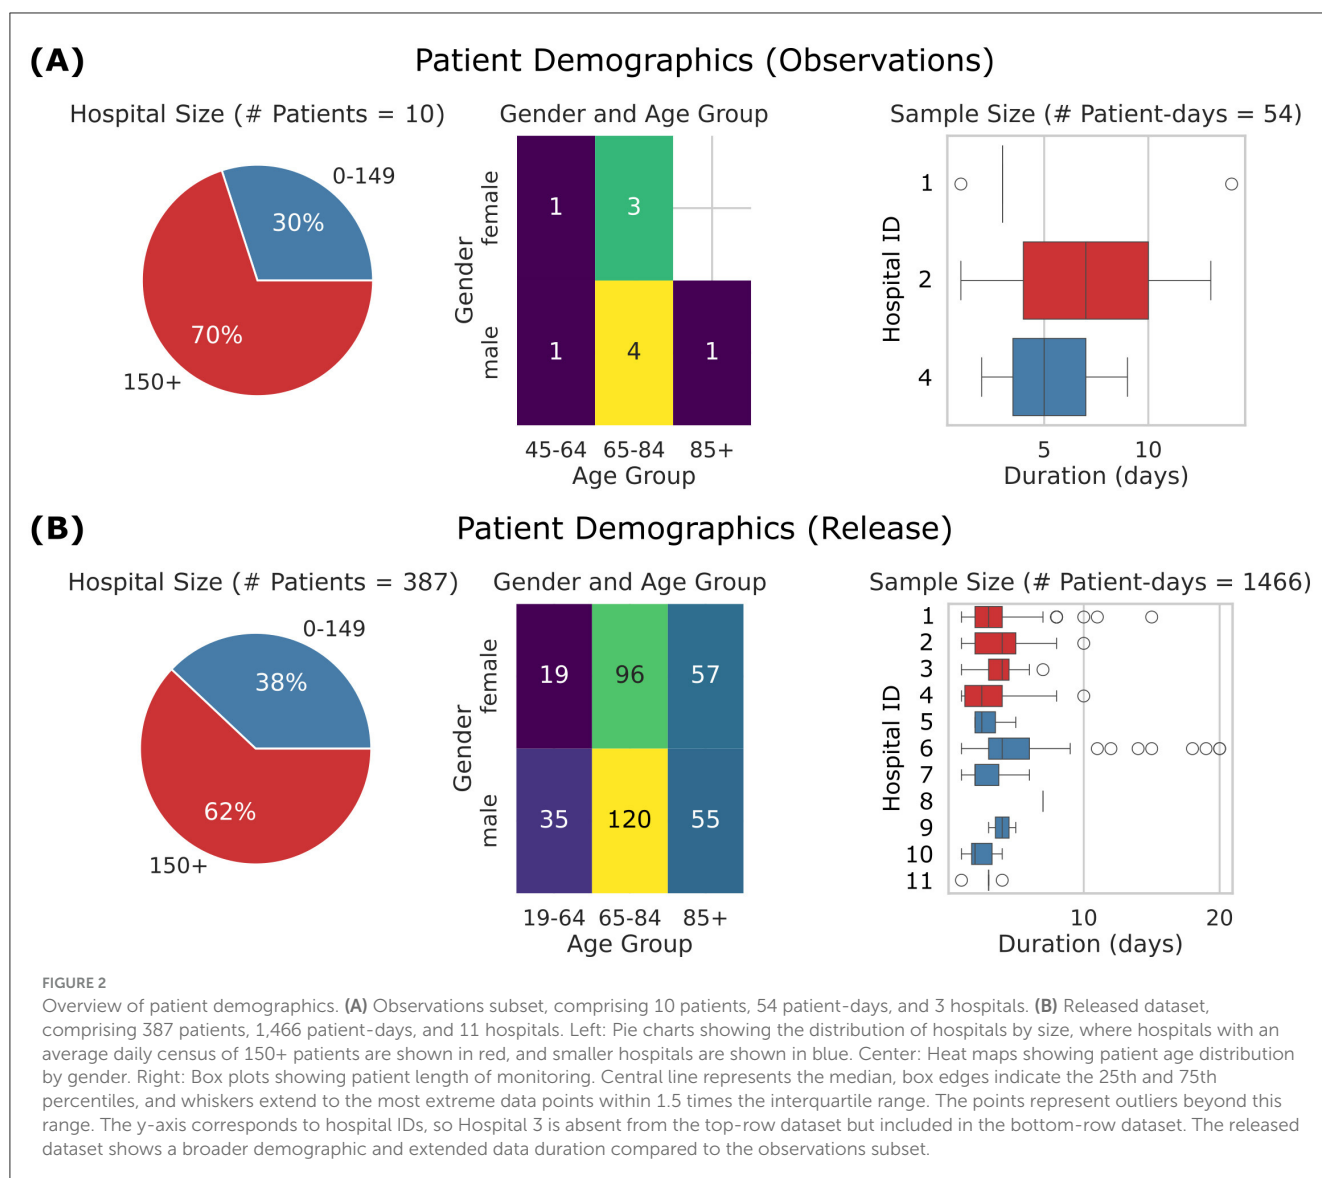 (A)
Patient Demographics (Observations)
Hospital Size (# Patients = 10)
0-149
30%
70%
150+
Gender and Age Group
Gender
female
male
1
3
1
4
1
45-64
65-84
85+
Age Group
Sample Size (# Patient-days = 54)
Hospital ID
1
2
4
5
10
Duration (days)
(B)
Patient Demographics (Release)
Hospital Size (# Patients = 387)
0-149
38%
62%
150+
Gender and Age Group
Gender
female
male
19
96
57
35
120
55
19-64
65-84
85+
Age Group
Sample Size (# Patient-days = 1466)
Hospital ID
1
2
3
4
5
6
7
8
9
10
11
10
20
Duration (days)
FIGURE 2
Overview of patient demographics. (A) Observations subset, comprising 10 patients, 54 patient-days, and 3 hospitals. (B) Released dataset,
comprising 387 patients, 1,466 patient-days, and 11 hospitals. Left: Pie charts showing the distribution of hospitals by size, where hospitals with an
average daily census of 150+ patients are shown in red, and smaller hospitals are shown in blue. Center: Heat maps showing patient age distribution
by gender. Right: Box plots showing patient length of monitoring. Central line represents the median, box edges indicate the 25th and 75th
percentiles, and whiskers extend to the most extreme data points within 1.5 times the interquartile range. The points represent outliers beyond this
range. The y-axis corresponds to hospital IDs, so Hospital 3 is absent from the top-row dataset but included in the bottom-row dataset. The released
dataset shows a broader demographic and extended data duration compared to the observations subset.